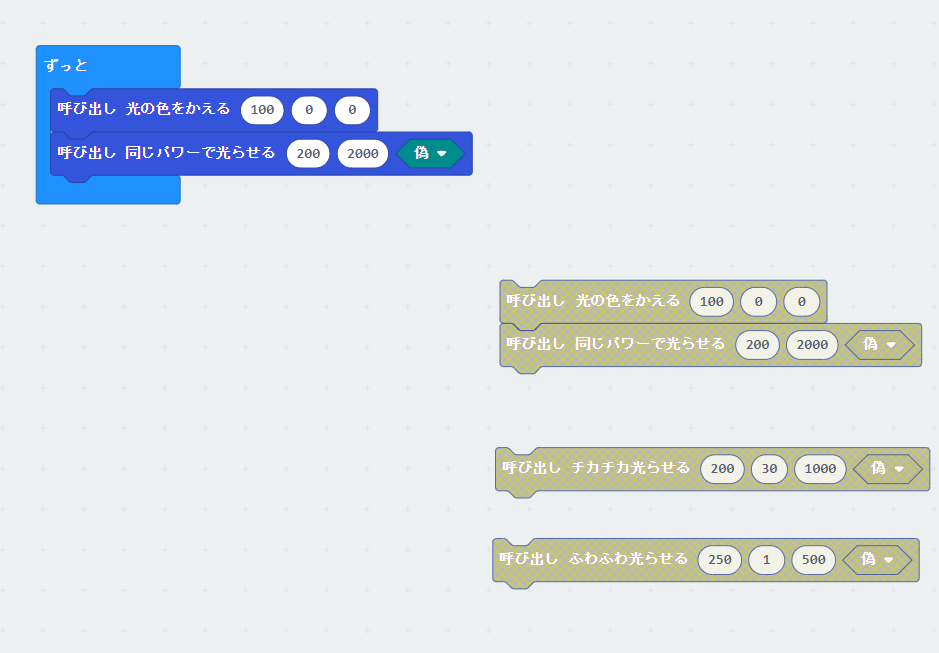 ずっと
呼び出し 光の色をかえる 100 0 0
呼び出し 同じパワーで光らせる 200 2000 偽
呼び出し 光の色をかえる 100 0 0
呼び出し 同じパワーで光らせる 200 2000 偽
呼び出し チカチカ光らせる 200 30 1000 偽
呼び出し ふわふわ光らせる 250 1 500 偽